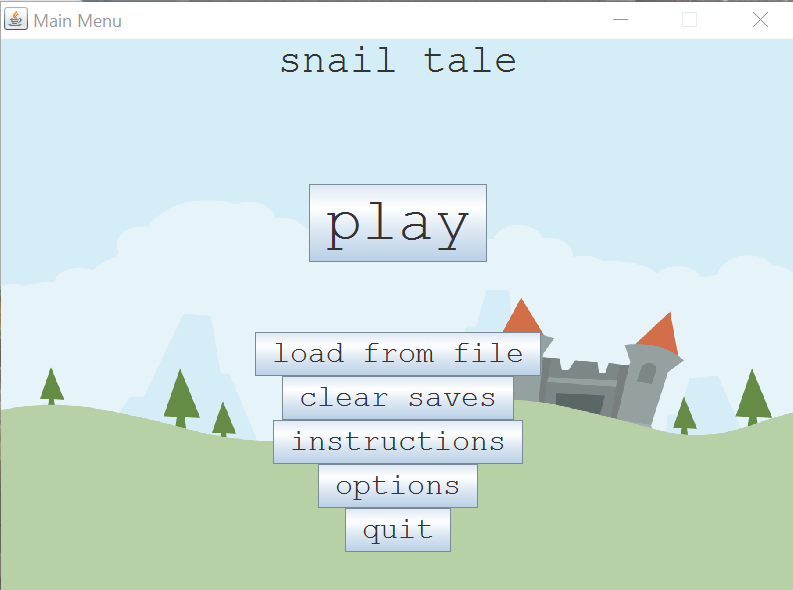 Main Menu
snail tale
play
load from file
clear saves
instructions
options
quit